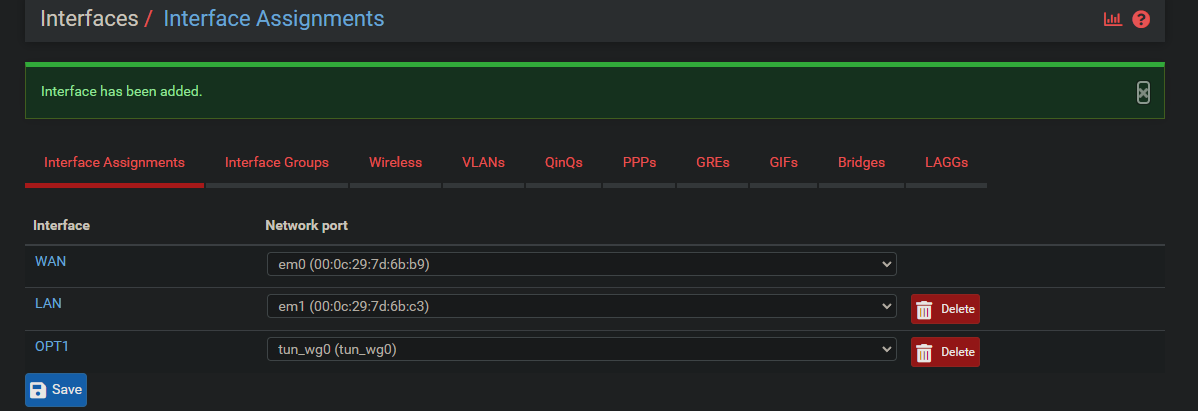 Interfaces / Interface Assignments
Interface has been added.
Interface Assignments Interface Groups Wireless VLANs QinQs PPPs GREs GIFs Bridges LAGGs
Interface Network port
WAN em0 (00:0c:29:7d:6b:b9)
LAN em1 (00:0c:29:7d:6b:c3) Delete
OPT1 tun_wg0 (tun_wg0) Delete
Save